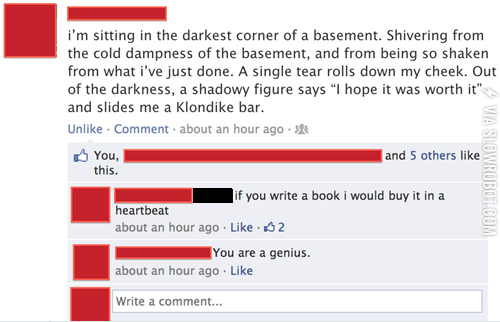 i'm sitting in the darkest corner of a basement. Shivering from
the cold dampness of the basement, and from being so shaken
from what i've just done. A single tear rolls down my cheek. Out
of the darkness, a shadowy figure says "I hope it was worth it"
and slides me a Klondike bar.
Unlike · Comment · about an hour ago ·
You, and 5 others like
this.
if you write a book i would buy it in a
heartbeat
about an hour ago · Like · 2
You are a genius.
about an hour ago · Like
Write a comment...
VIA SLOWROBOT.COM